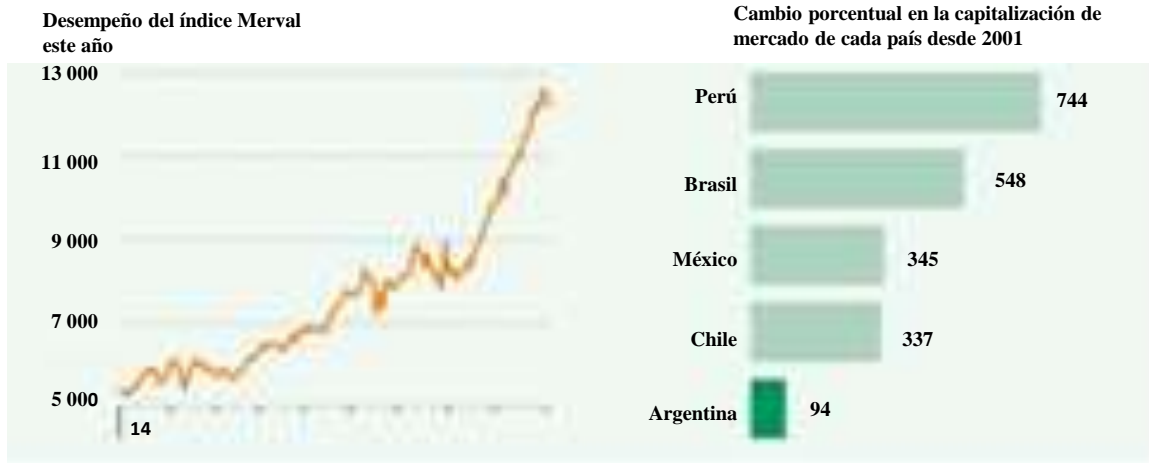 Desempeño del índice Merval
este año
13 000
11 000
9 000
7 000
5 000
14
Cambio porcentual en la capitalización de
mercado de cada país desde 2001
Perú 744
Brasil 548
México 345
Chile 337
Argentina 94